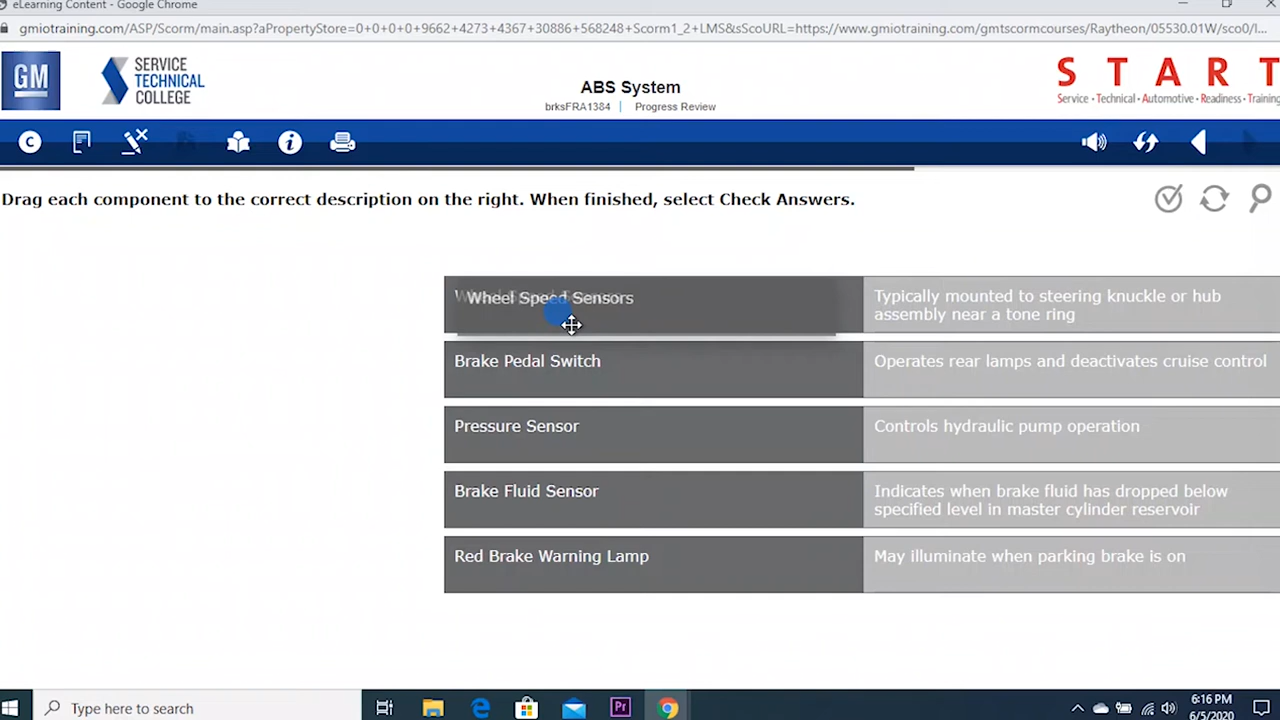 eLearning Content - Google Chrome
gmiotraining.com/ASP/Scorm/main.asp?aPropertyStore=0+0+0+0+9662+4273+4367+30886+568248+Scorm1_2+LMS&sScoURL=https://www.gmiotraining.com/gmtscormcourses/Raytheon/05530.01W/sco0/l...
GM
SERVICE
TECHNICAL
COLLEGE
ABS System
brksFRA1384 | Progress Review
START
Service • Technical • Automotive • Readiness • Training
C
Drag each component to the correct description on the right. When finished, select Check Answers.
Wheel Speed Sensors
Typically mounted to steering knuckle or hub
assembly near a tone ring
Brake Pedal Switch
Operates rear lamps and deactivates cruise control
Pressure Sensor
Controls hydraulic pump operation
Brake Fluid Sensor
Indicates when brake fluid has dropped below
specified level in master cylinder reservoir
Red Brake Warning Lamp
May illuminate when parking brake is on
Type here to search
Pr
6:16 PM
6/5/2020